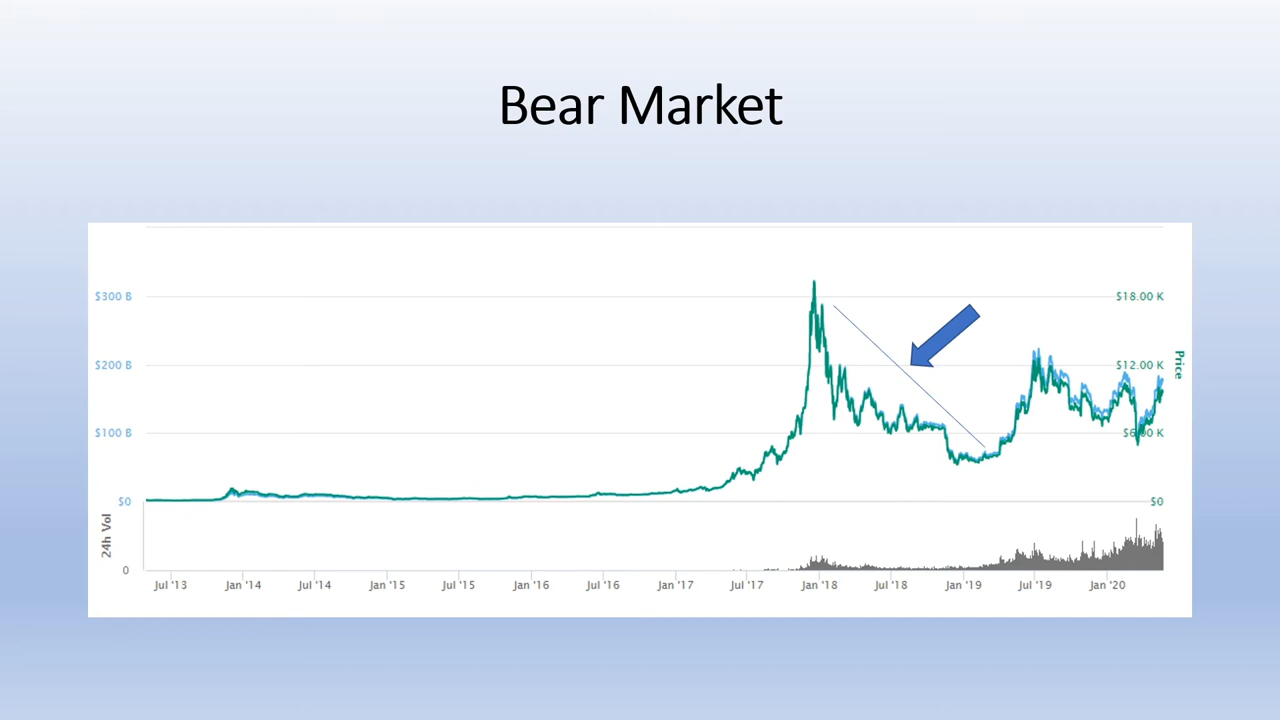 Bear Market
$300 B
$18.00 K
$200 B
$12.00 K
Price
$100 B
$6.00 K
$0
$0
24h Vol
0
Jul '13
Jan '14
Jul '14
Jan '15
Jul '15
Jan '16
Jul '16
Jan '17
Jul '17
Jan '18
Jul '18
Jan '19
Jul '19
Jan '20